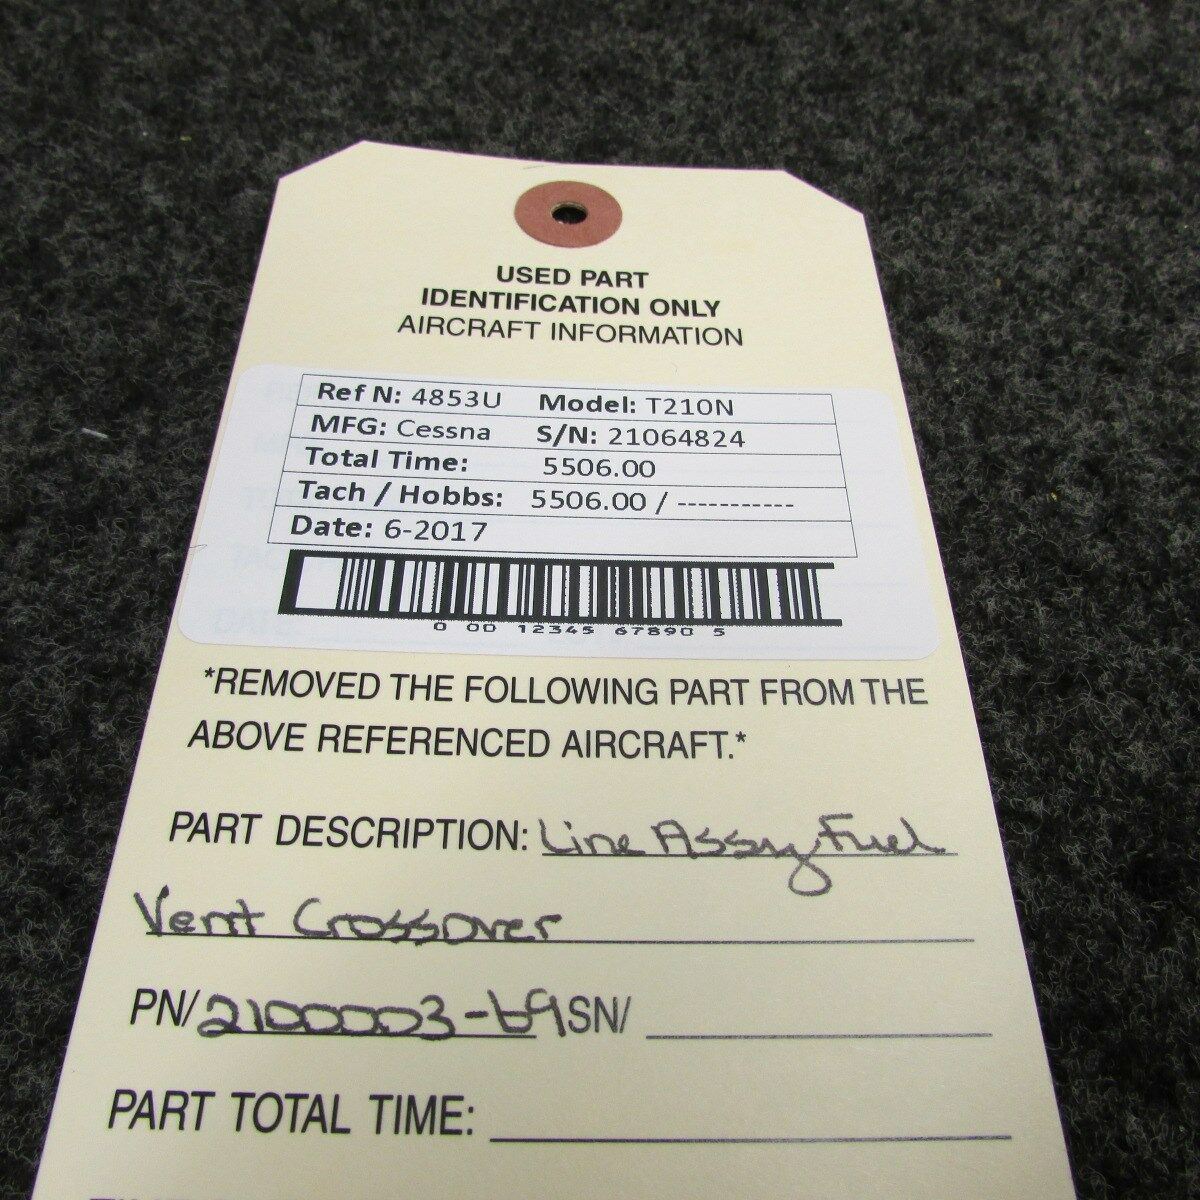 USED PART
IDENTIFICATION ONLY
AIRCRAFT INFORMATION
Ref N: 4853U Model: T210N
MFG: Cessna S/N: 21064824
Total Time: 5506.00
Tach / Hobbs: 5506.00 / -----------
Date: 6-2017
0 00 12345 67890 5
*REMOVED THE FOLLOWING PART FROM THE
ABOVE REFERENCED AIRCRAFT.*
PART DESCRIPTION: Line Assy Fuel
Vent Crossover
PN/ 2100003-69 SN/
PART TOTAL TIME: